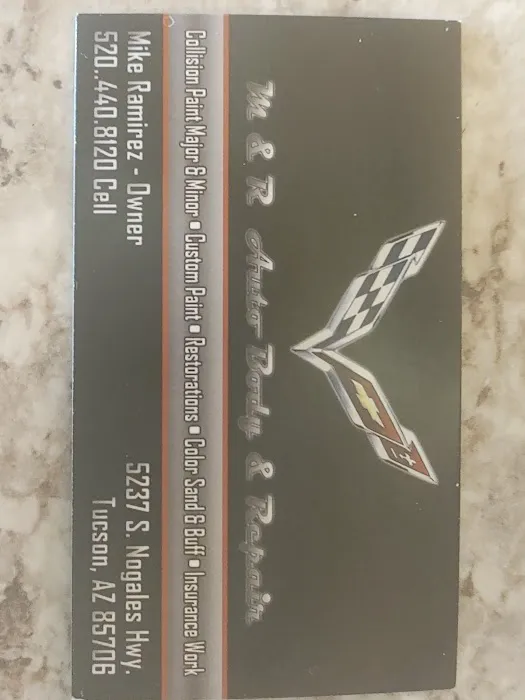 M & R Auto Body & Repair
Collision Paint Major & Minor • Custom Paint • Restorations • Color Sand & Buff • Insurance Work
Mike Ramirez - Owner
520..440.8120 Cell
5237 S. Nogales Hwy.
Tucson, AZ 85706